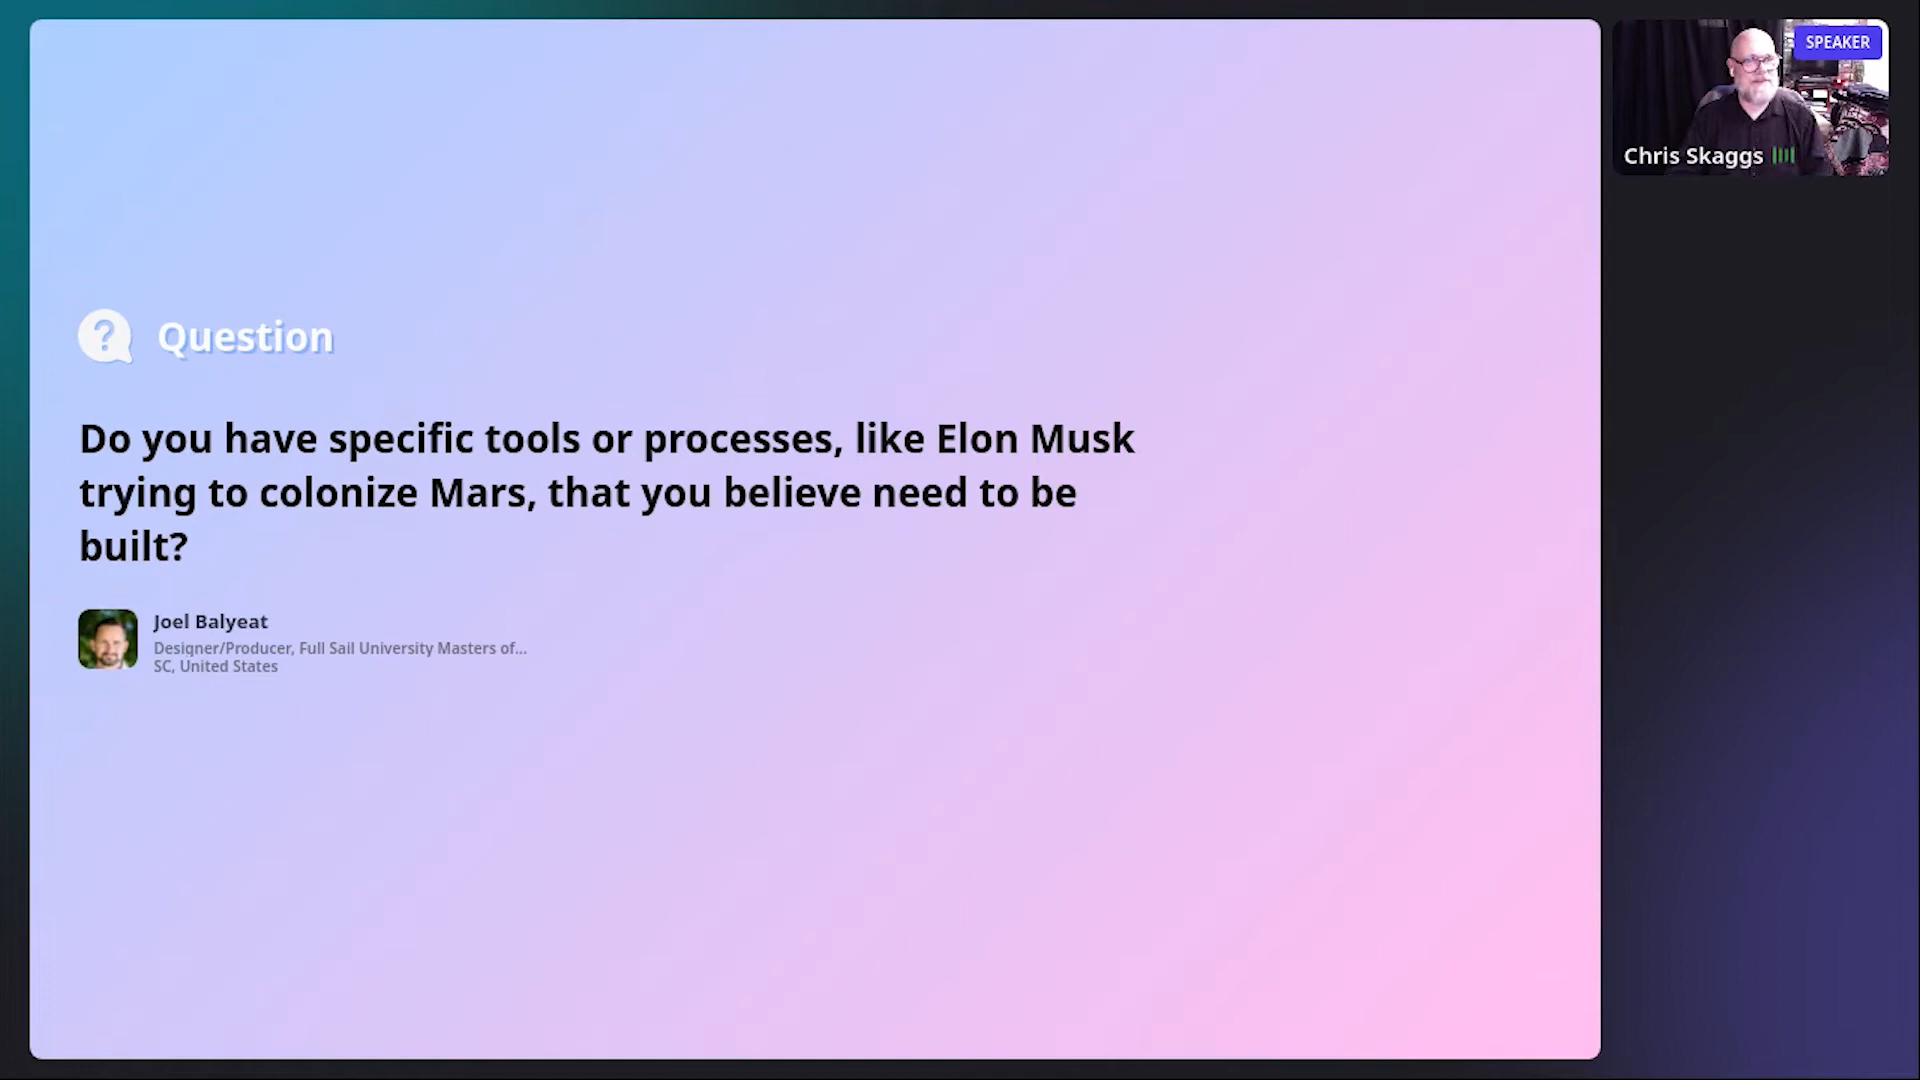 Question
Do you have specific tools or processes, like Elon Musk
trying to colonize Mars, that you believe need to be
built?
Joel Balyeat
Designer/Producer, Full Sail University Masters of...
SC, United States
SPEAKER
Chris Skaggs